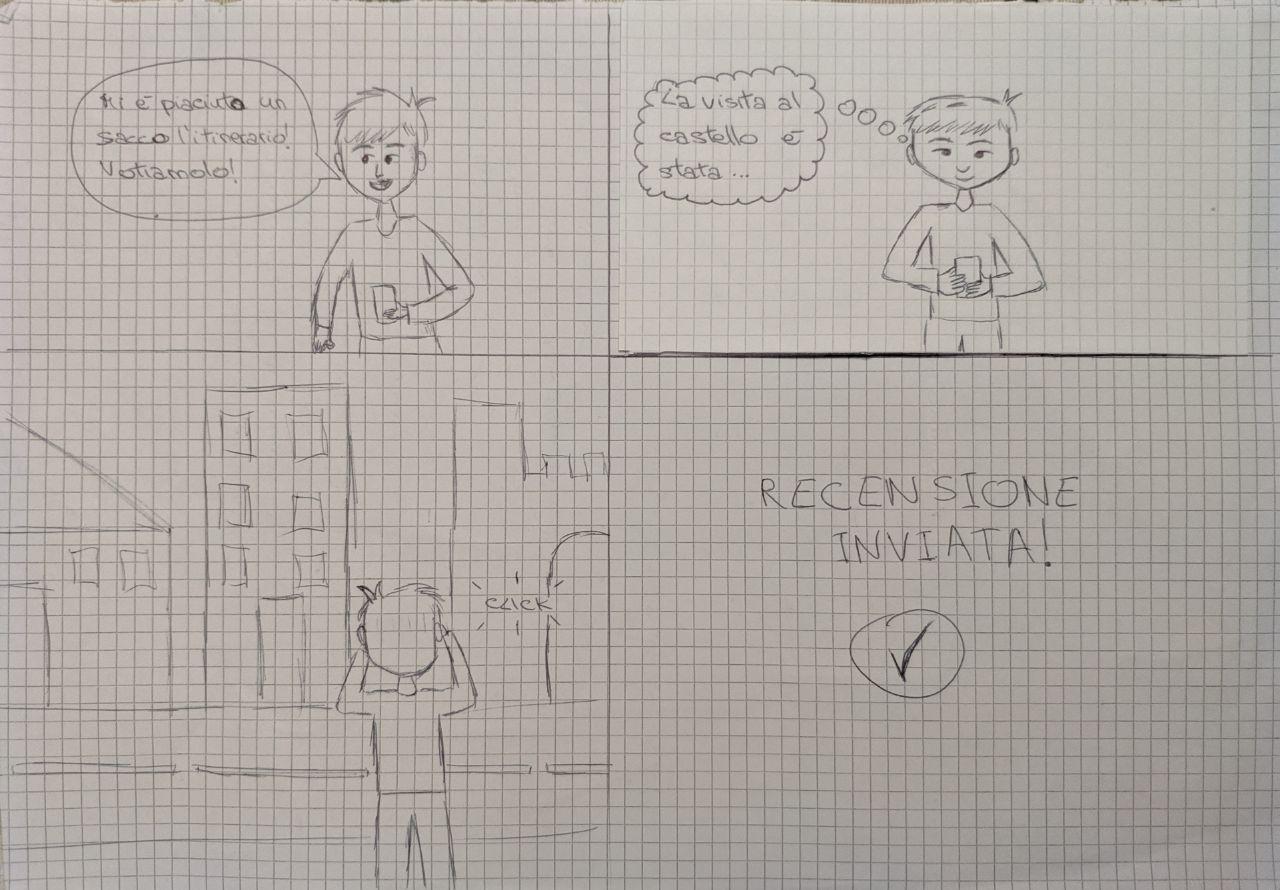 Mi è piaciuto un
sacco l'itinerario!
Votiamolo!
La visita al
castello è
stata ...
CLICK
RECENSIONE
INVIATA!